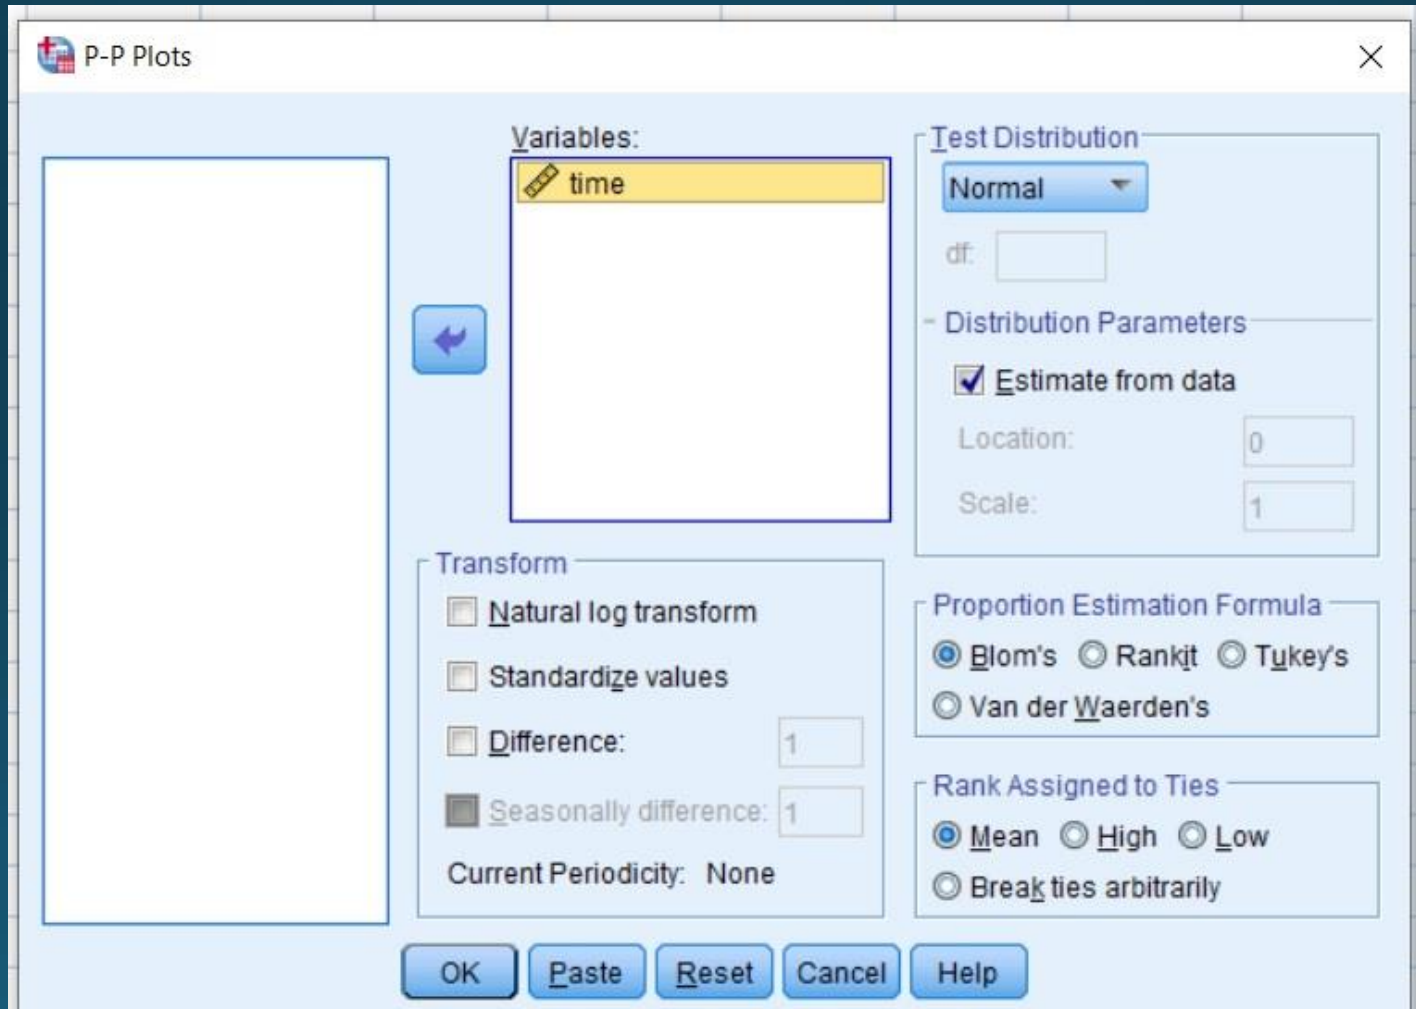 P-P Plots
Variables:
time
Test Distribution
Normal
df:
Distribution Parameters
Estimate from data
Location: 0
Scale: 1
Transform
Natural log transform
Standardize values
Difference: 1
Seasonally difference: 1
Current Periodicity: None
Proportion Estimation Formula
Blom's Rankit Tukey's
Van der Waerden's
Rank Assigned to Ties
Mean High Low
Break ties arbitrarily
OK Paste Reset Cancel Help